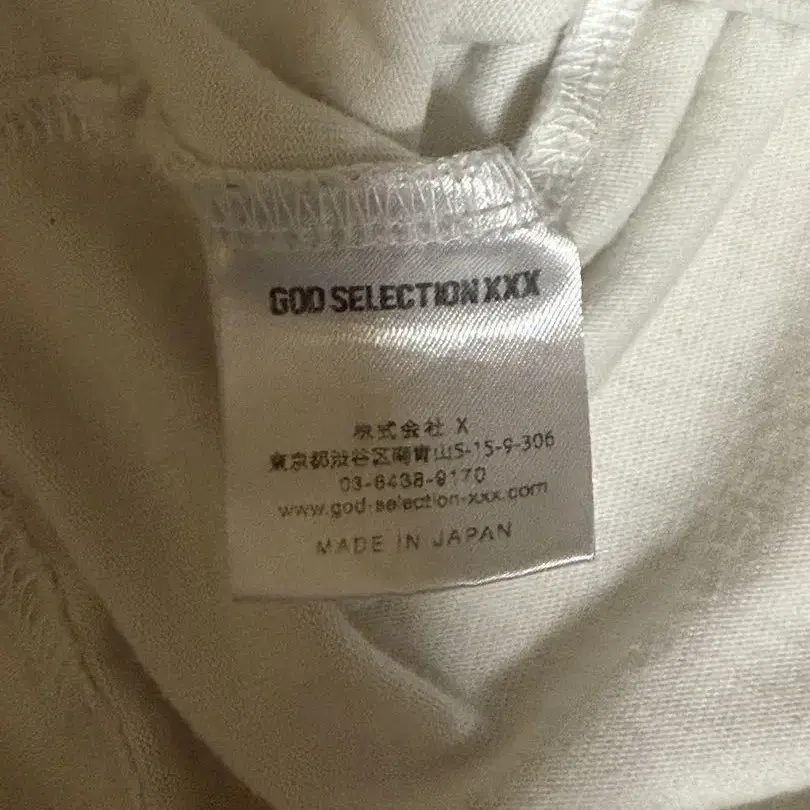 GOD SELECTION XXX
株式会社 X
東京都渋谷区南青山5-15-9-306
03-6438-9170
www.god-selection-xxx.com
MADE IN JAPAN